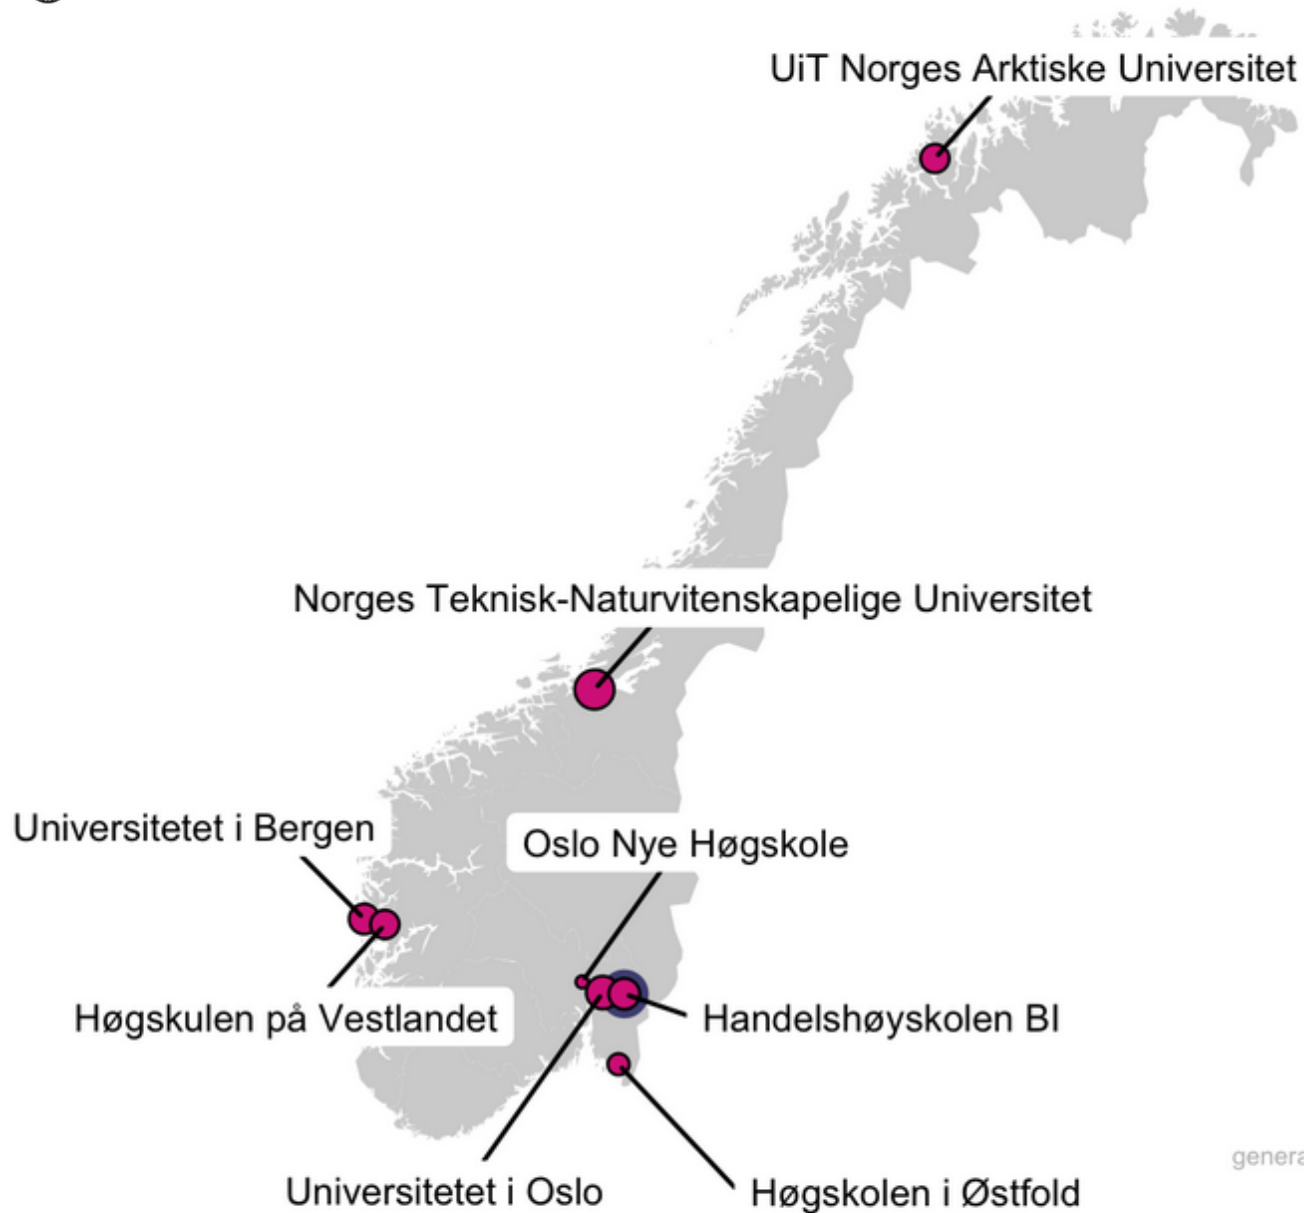 UiT Norges Arktiske Universitet
Norges Teknisk-Naturvitenskapelige Universitet
Universitetet i Bergen
Oslo Nye Høgskole
Høgskulen på Vestlandet
Handelshøyskolen BI
genera
Universitetet i Oslo
Høgskolen i Østfold